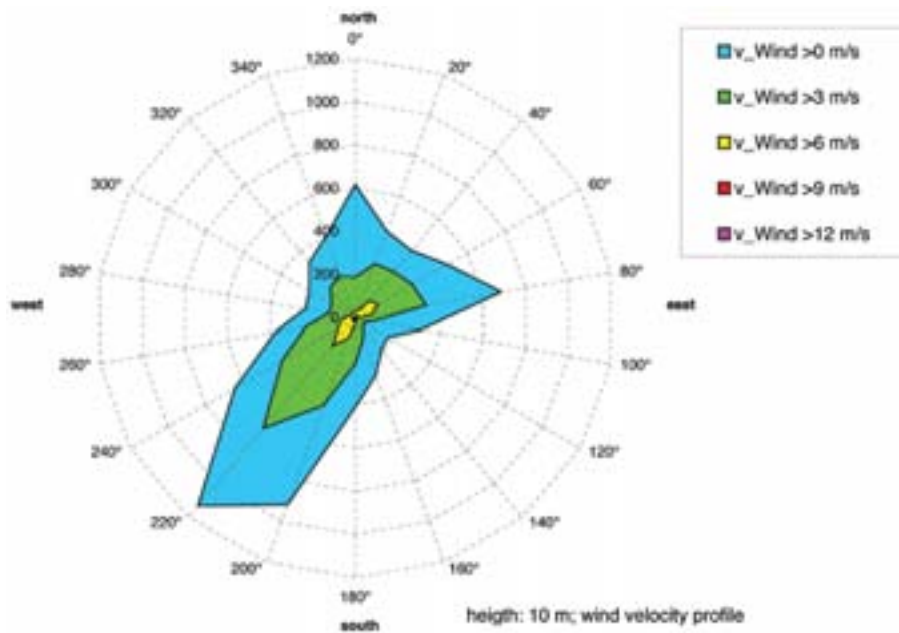 north
0°
1200
1000
800
600
400
200
0
20°
40°
60°
80°
east
100°
120°
140°
160°
180°
south
200°
220°
240°
260°
west
280°
300°
320°
340°
v_Wind >0 m/s
v_Wind >3 m/s
v_Wind >6 m/s
v_Wind >9 m/s
v_Wind >12 m/s
heigth: 10 m; wind velocity profile